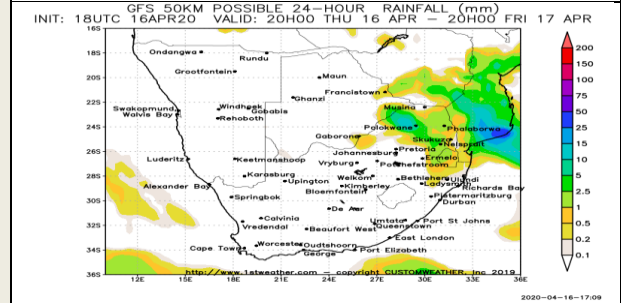 GFS 50KM POSSIBLE 24-HOUR RAINFALL (mm)
INIT: 18UTC 16APR20 VALID: 20H00 THU 16 APR - 20H00 FRI 17 APR
16S
18S
20S
22S
24S
26S
28S
30S
32S
34S
36S
Ondangwa
Rundu
Grootfontein
Maun
Francistown
Ghanzi
Musina
Swakopmund
Windhoek
Gobabis
Walvis Bay
Rehoboth
Polokwane
Phalaborwa
Gaborone
Skukuza
Nelspruit
Johannesburg
Pretoria
Luderitz
Keetmanshoop
Vryburg
Potchefstroom
Ermelo
Karasburg
Upington
Welkom
Bethlehem
Ulundi
Alexander Bay
Kimberley
Ladysmith
Richards Bay
Bloemfontein
Springbok
Pietermaritzburg
Durban
De Aar
Calvinia
Umtata
Port St Johns
Vredendal
Beaufort West
Queenstown
East London
Cape Town
Worcester
Oudtshoorn
George
Port Elizabeth
http://www.1stweather.com - copyright CUSTOMWEATHER, Inc 2019
12E
15E
18E
21E
24E
27E
30E
33E
36E
200
150
100
75
50
25
15
10
5
2.5
1
0.5
0.2
0.1
2020-04-16-17:09